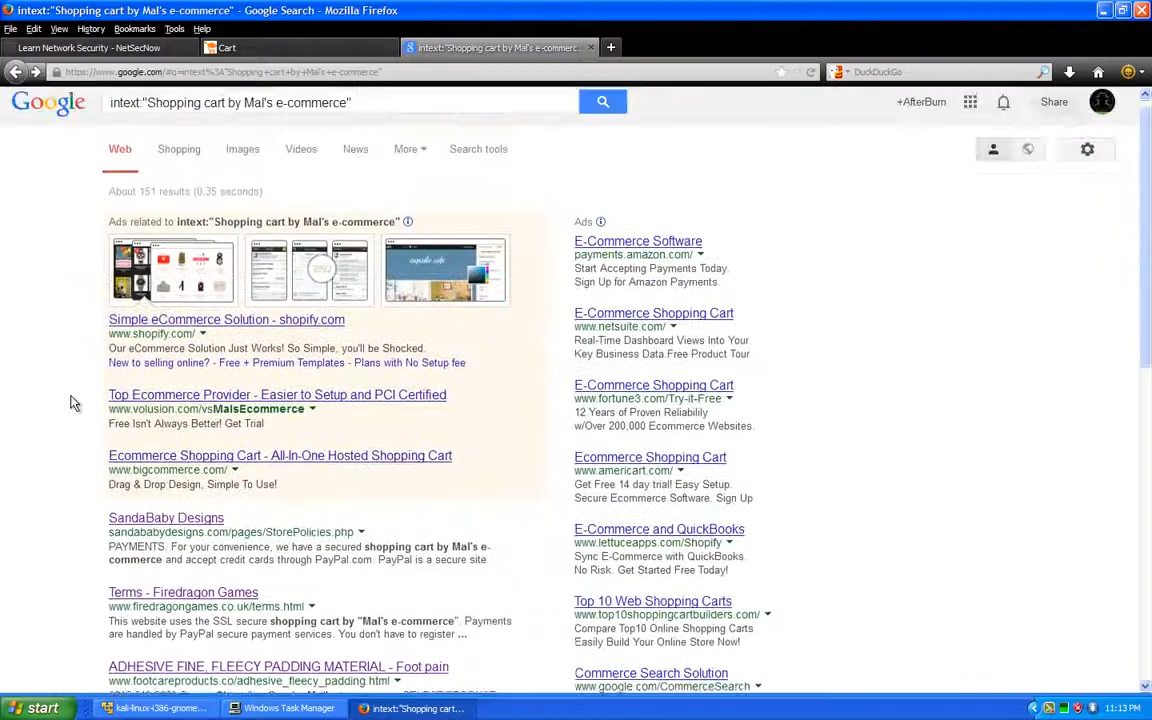 intext:"Shopping cart by Mal's e-commerce" - Google Search - Mozilla Firefox
File Edit View History Bookmarks Tools Help
Learn Network Security - NetSecNow
Cart
intext:"Shopping cart by Mal's e-commerc...
https://www.google.com/#q=intext%3A"Shopping+cart+by+Mal's+e-commerce"
DuckDuckGo
Google
intext:"Shopping cart by Mal's e-commerce"
+AfterBurn
Share
Web Shopping Images Videos News More Search tools
About 151 results (0.35 seconds)
Ads related to intext:"Shopping cart by Mal's e-commerce"
Simple eCommerce Solution - shopify.com
www.shopify.com/
Our eCommerce Solution Just Works! So Simple, you'll be Shocked.
New to selling online? - Free + Premium Templates - Plans with No Setup fee
Top Ecommerce Provider - Easier to Setup and PCI Certified
www.volusion.com/vsMalsEcommerce
Free Isn't Always Better! Get Trial
Ecommerce Shopping Cart - All-In-One Hosted Shopping Cart
www.bigcommerce.com/
Drag & Drop Design, Simple To Use!
SandaBaby Designs
sandababydesigns.com/pages/StorePolicies.php
PAYMENTS. For your convenience, we have a secured shopping cart by Mal's e-
commerce and accept credit cards through PayPal.com. PayPal is a secure site
Terms - Firedragon Games
www.firedragongames.co.uk/terms.html
This website uses the SSL secure shopping cart by "Mal's e-commerce". Payments
are handled by PayPal secure payment services. You don't have to register ...
ADHESIVE FINE, FLEECY PADDING MATERIAL - Foot pain
www.footcareproducts.co/adhesive_fleecy_padding.html
Ads
E-Commerce Software
payments.amazon.com/
Start Accepting Payments Today.
Sign Up for Amazon Payments.
E-Commerce Shopping Cart
www.netsuite.com/
Real-Time Dashboard Views Into Your
Key Business Data.Free Product Tour
E-Commerce Shopping Cart
www.fortune3.com/Try-it-Free
12 Years of Proven Reliability
w/Over 200,000 Ecommerce Websites.
Ecommerce Shopping Cart
www.americart.com/
Get Free 14 day trial! Easy Setup.
Secure Ecommerce Software. Sign Up
E-Commerce and QuickBooks
www.lettuceapps.com/Shopify
Sync E-Commerce with QuickBooks.
No Risk. Get Started Free Today!
Top 10 Web Shopping Carts
www.top10shoppingcartbuilders.com/
Compare Top10 Online Shopping Carts
Easily Build Your Online Store Now!
Commerce Search Solution
www.google.com/CommerceSearch
start
kali-linux-i386-gnome...
Windows Task Manager
intext:"Shopping cart...
11:13 PM